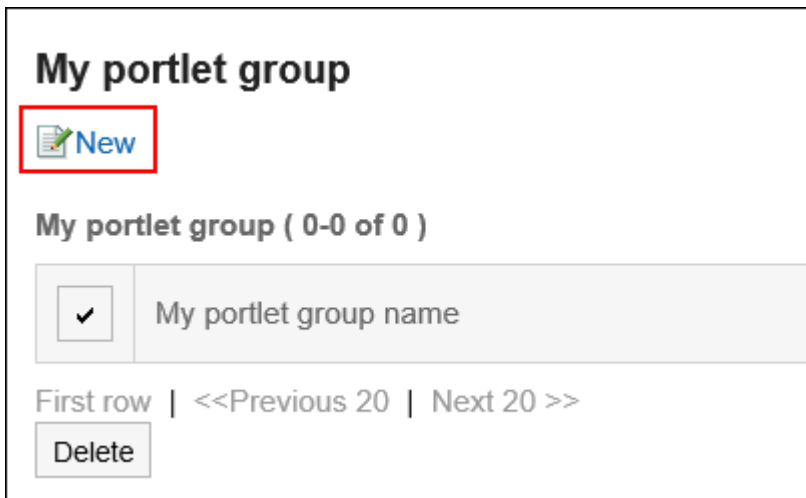 My portlet group
New
My portlet group ( 0-0 of 0 )
My portlet group name
First row | <<Previous 20 | Next 20 >>
Delete